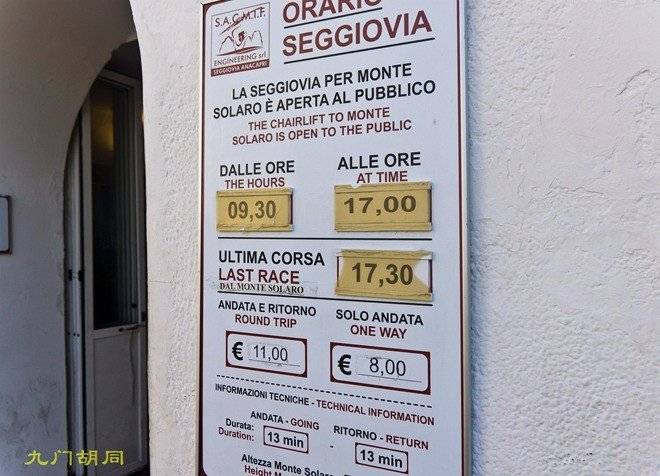 S.A.C.M.I.F.
ENGINEERING srl
SEGGIOVIA ANACAPRI
ORARIO
SEGGIOVIA
LA SEGGIOVIA PER MONTE
SOLARO È APERTA AL PUBBLICO
THE CHAIRLIFT TO MONTE
SOLARO IS OPEN TO THE PUBLIC
DALLE ORE ALLE ORE
THE HOURS AT TIME
09,30 17,00
ULTIMA CORSA
LAST RACE 17,30
DAL MONTE SOLARO
ANDATA E RITORNO SOLO ANDATA
ROUND TRIP ONE WAY
€ 11,00 € 8,00
INFORMAZIONI TECNICHE - TECHNICAL INFORMATION
ANDATA - GOING RITORNO - RETURN
Durata:
Duration: 13 min - 13 min
Altezza Monte Solaro
九门胡同